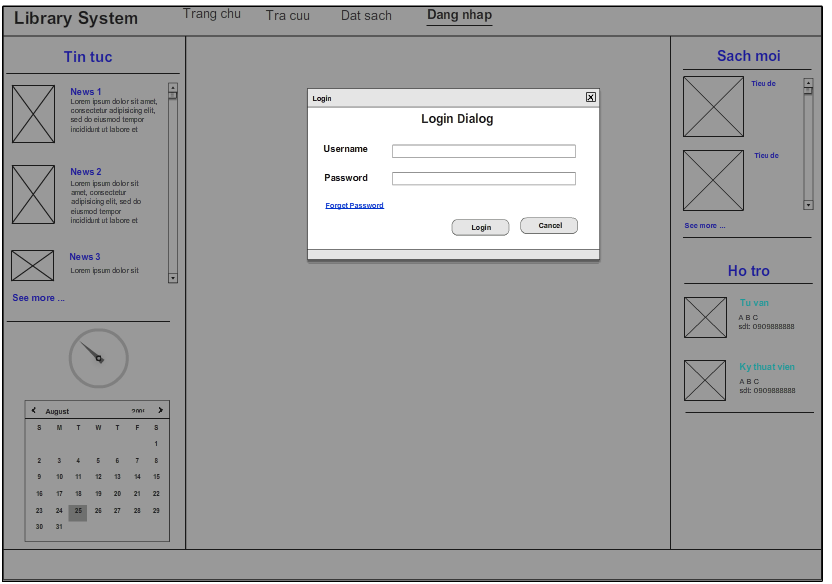 Library System
Trang chu
Tra cuu
Dat sach
Dang nhap
Tin tuc
News 1
Lorem ipsum dolor sit amet,
consectetur adipisicing elit,
sed do eiusmod tempor
incididunt ut labore et
News 2
Lorem ipsum dolor sit
amet, consectetur
adipisicing elit, sed do
eiusmod tempor
incididunt ut labore et
News 3
Lorem ipsum dolor sit
See more ...
August
S M T W T F S
1
2 3 4 5 6 7 8
9 10 11 12 13 14 15
16 17 18 19 20 21 22
23 24 25 26 27 28 29
30 31
Login
X
Login Dialog
Username
Password
Forget Password
Login
Cancel
Sach moi
Tieu de
Tieu de
See more ...
Ho tro
Tu van
A B C
sdt: 0909888888
Ky thuat vien
A B C
sdt: 0909888888